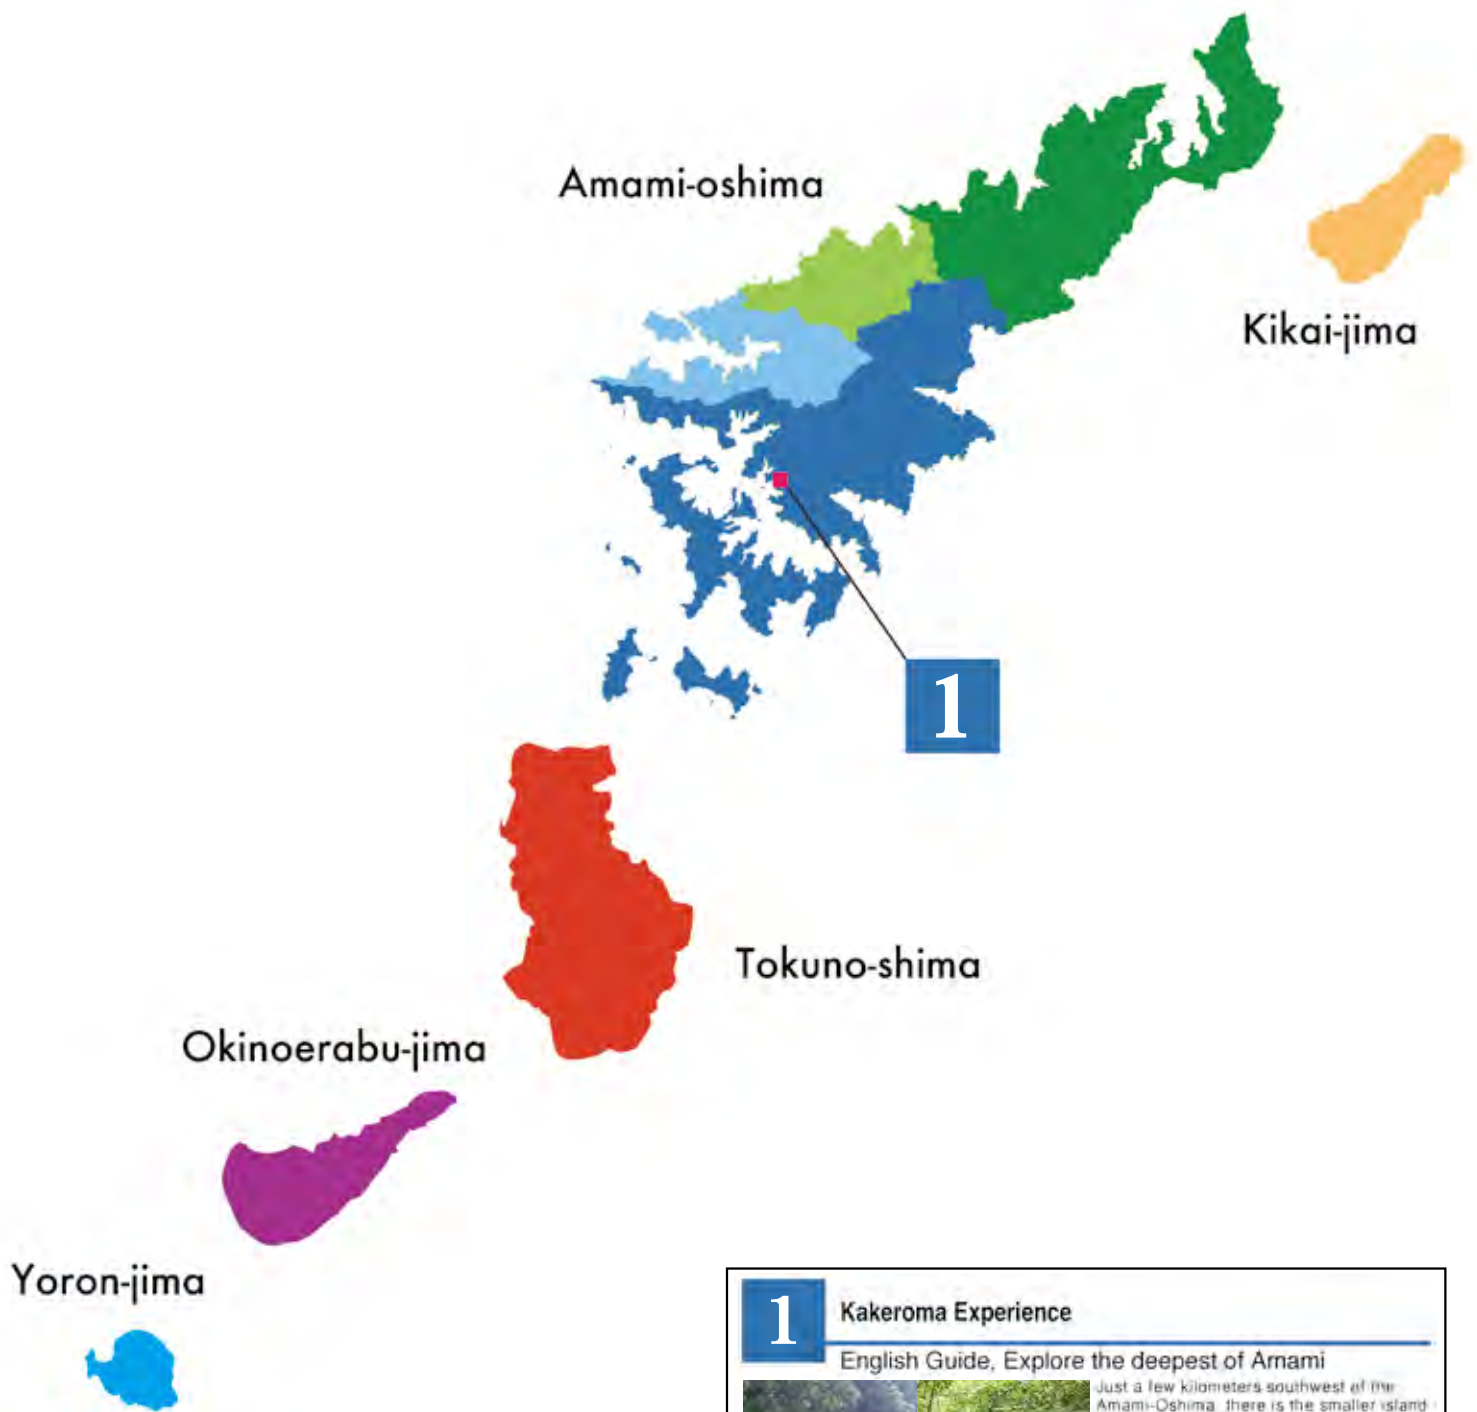 Amami-oshima
Kikai-jima
1
Tokuno-shima
Okinoerabu-jima
Yoron-jima
1
Kakeroma Experience
English Guide, Explore the deepest of Amami
Just a few kilometers southwest of the
Amami-Oshima, there is the smaller island